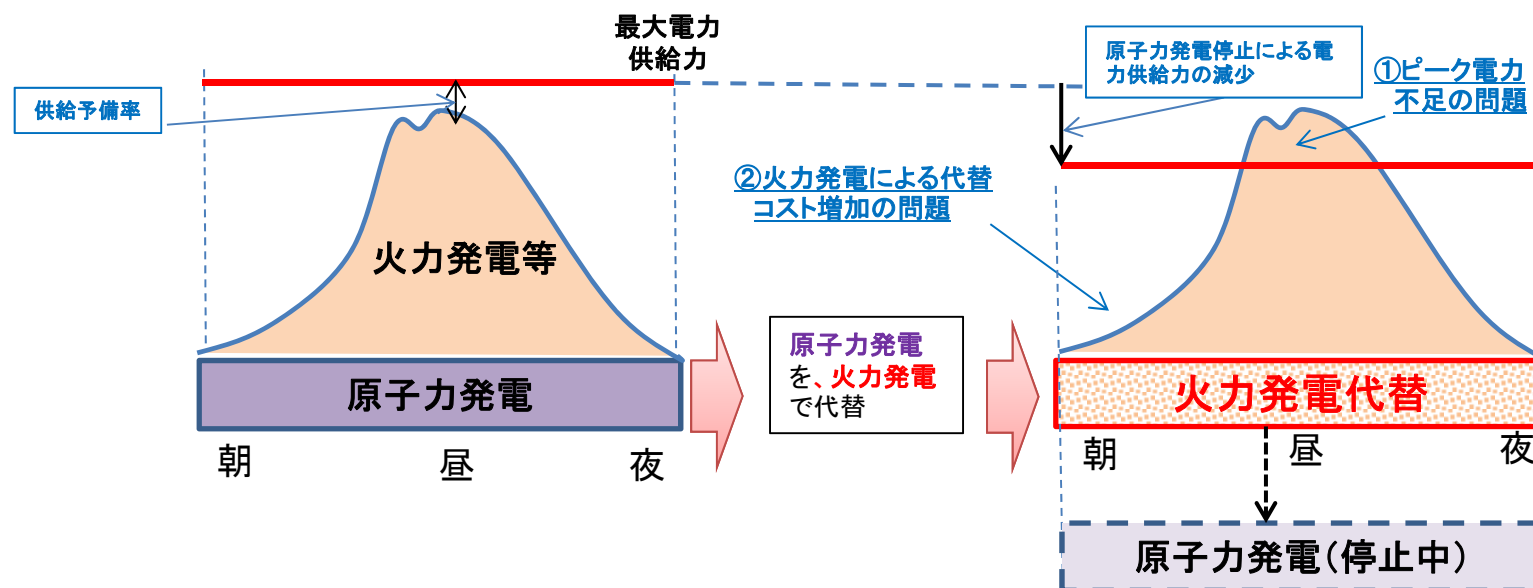 最大電力
供給力
供給予備率
火力発電等
原子力発電
朝
昼
夜
②火力発電による代替
コスト増加の問題
原子力発電
を、火力発電
で代替
原子力発電停止による電
力供給力の減少
①ピーク電力
不足の問題
火力発電代替
朝
昼
夜
原子力発電（停止中）